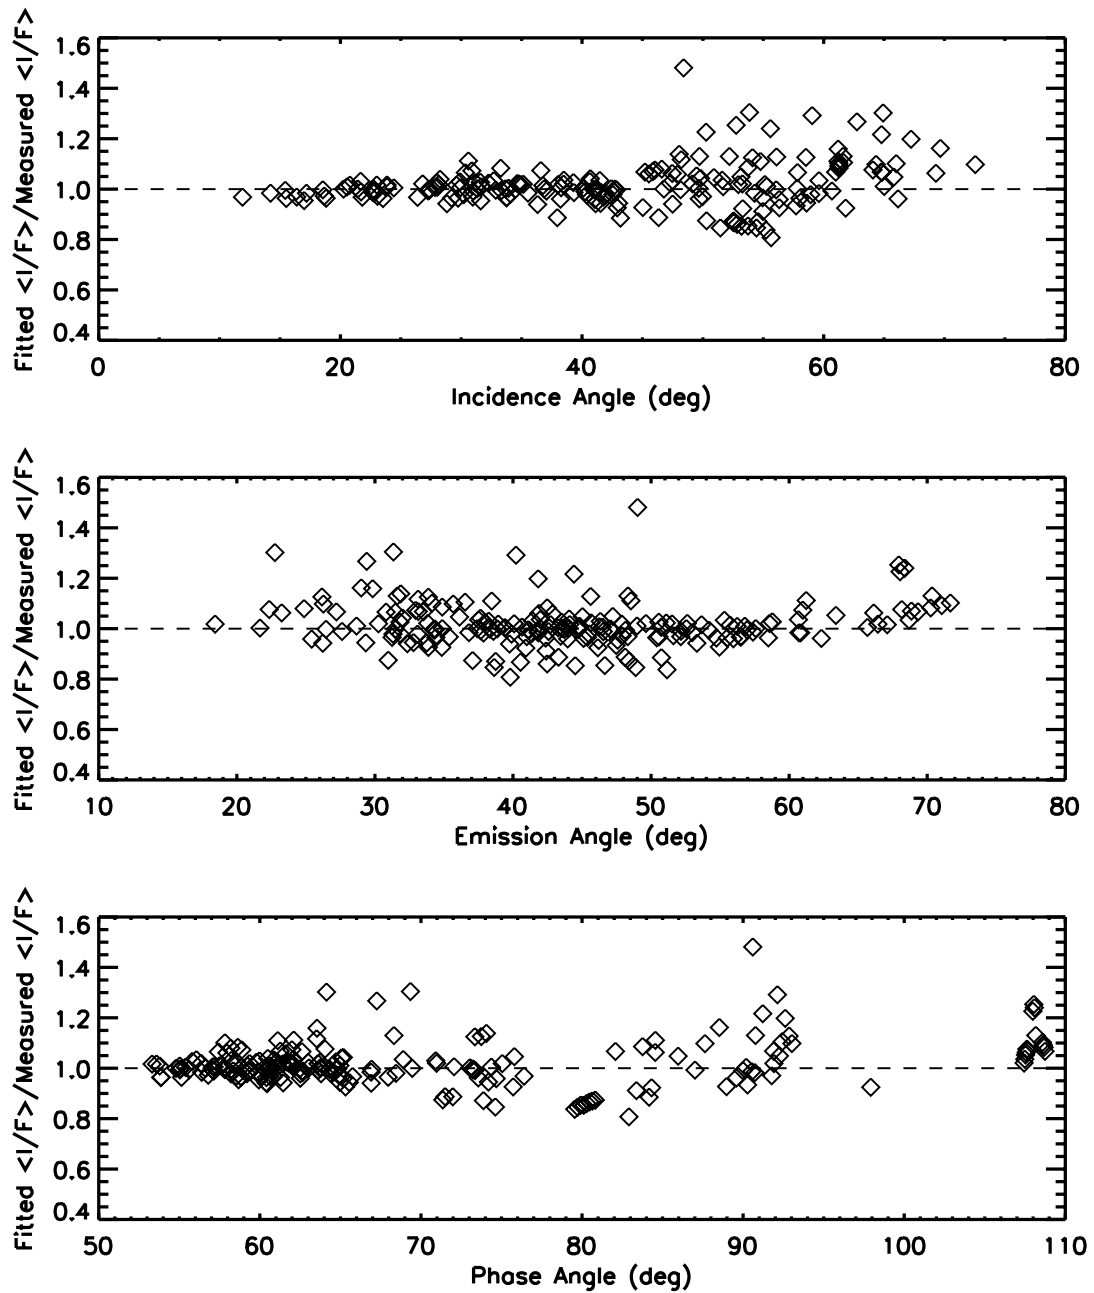 Fitted <I/F>/Measured <I/F>
1.6
1.4
1.2
1.0
0.8
0.6
0.4
0 20 40 60 80
Incidence Angle (deg)
Fitted <I/F>/Measured <I/F>
1.6
1.4
1.2
1.0
0.8
0.6
0.4
10 20 30 40 50 60 70 80
Emission Angle (deg)
Fitted <I/F>/Measured <I/F>
1.6
1.4
1.2
1.0
0.8
0.6
0.4
50 60 70 80 90 100 110
Phase Angle (deg)